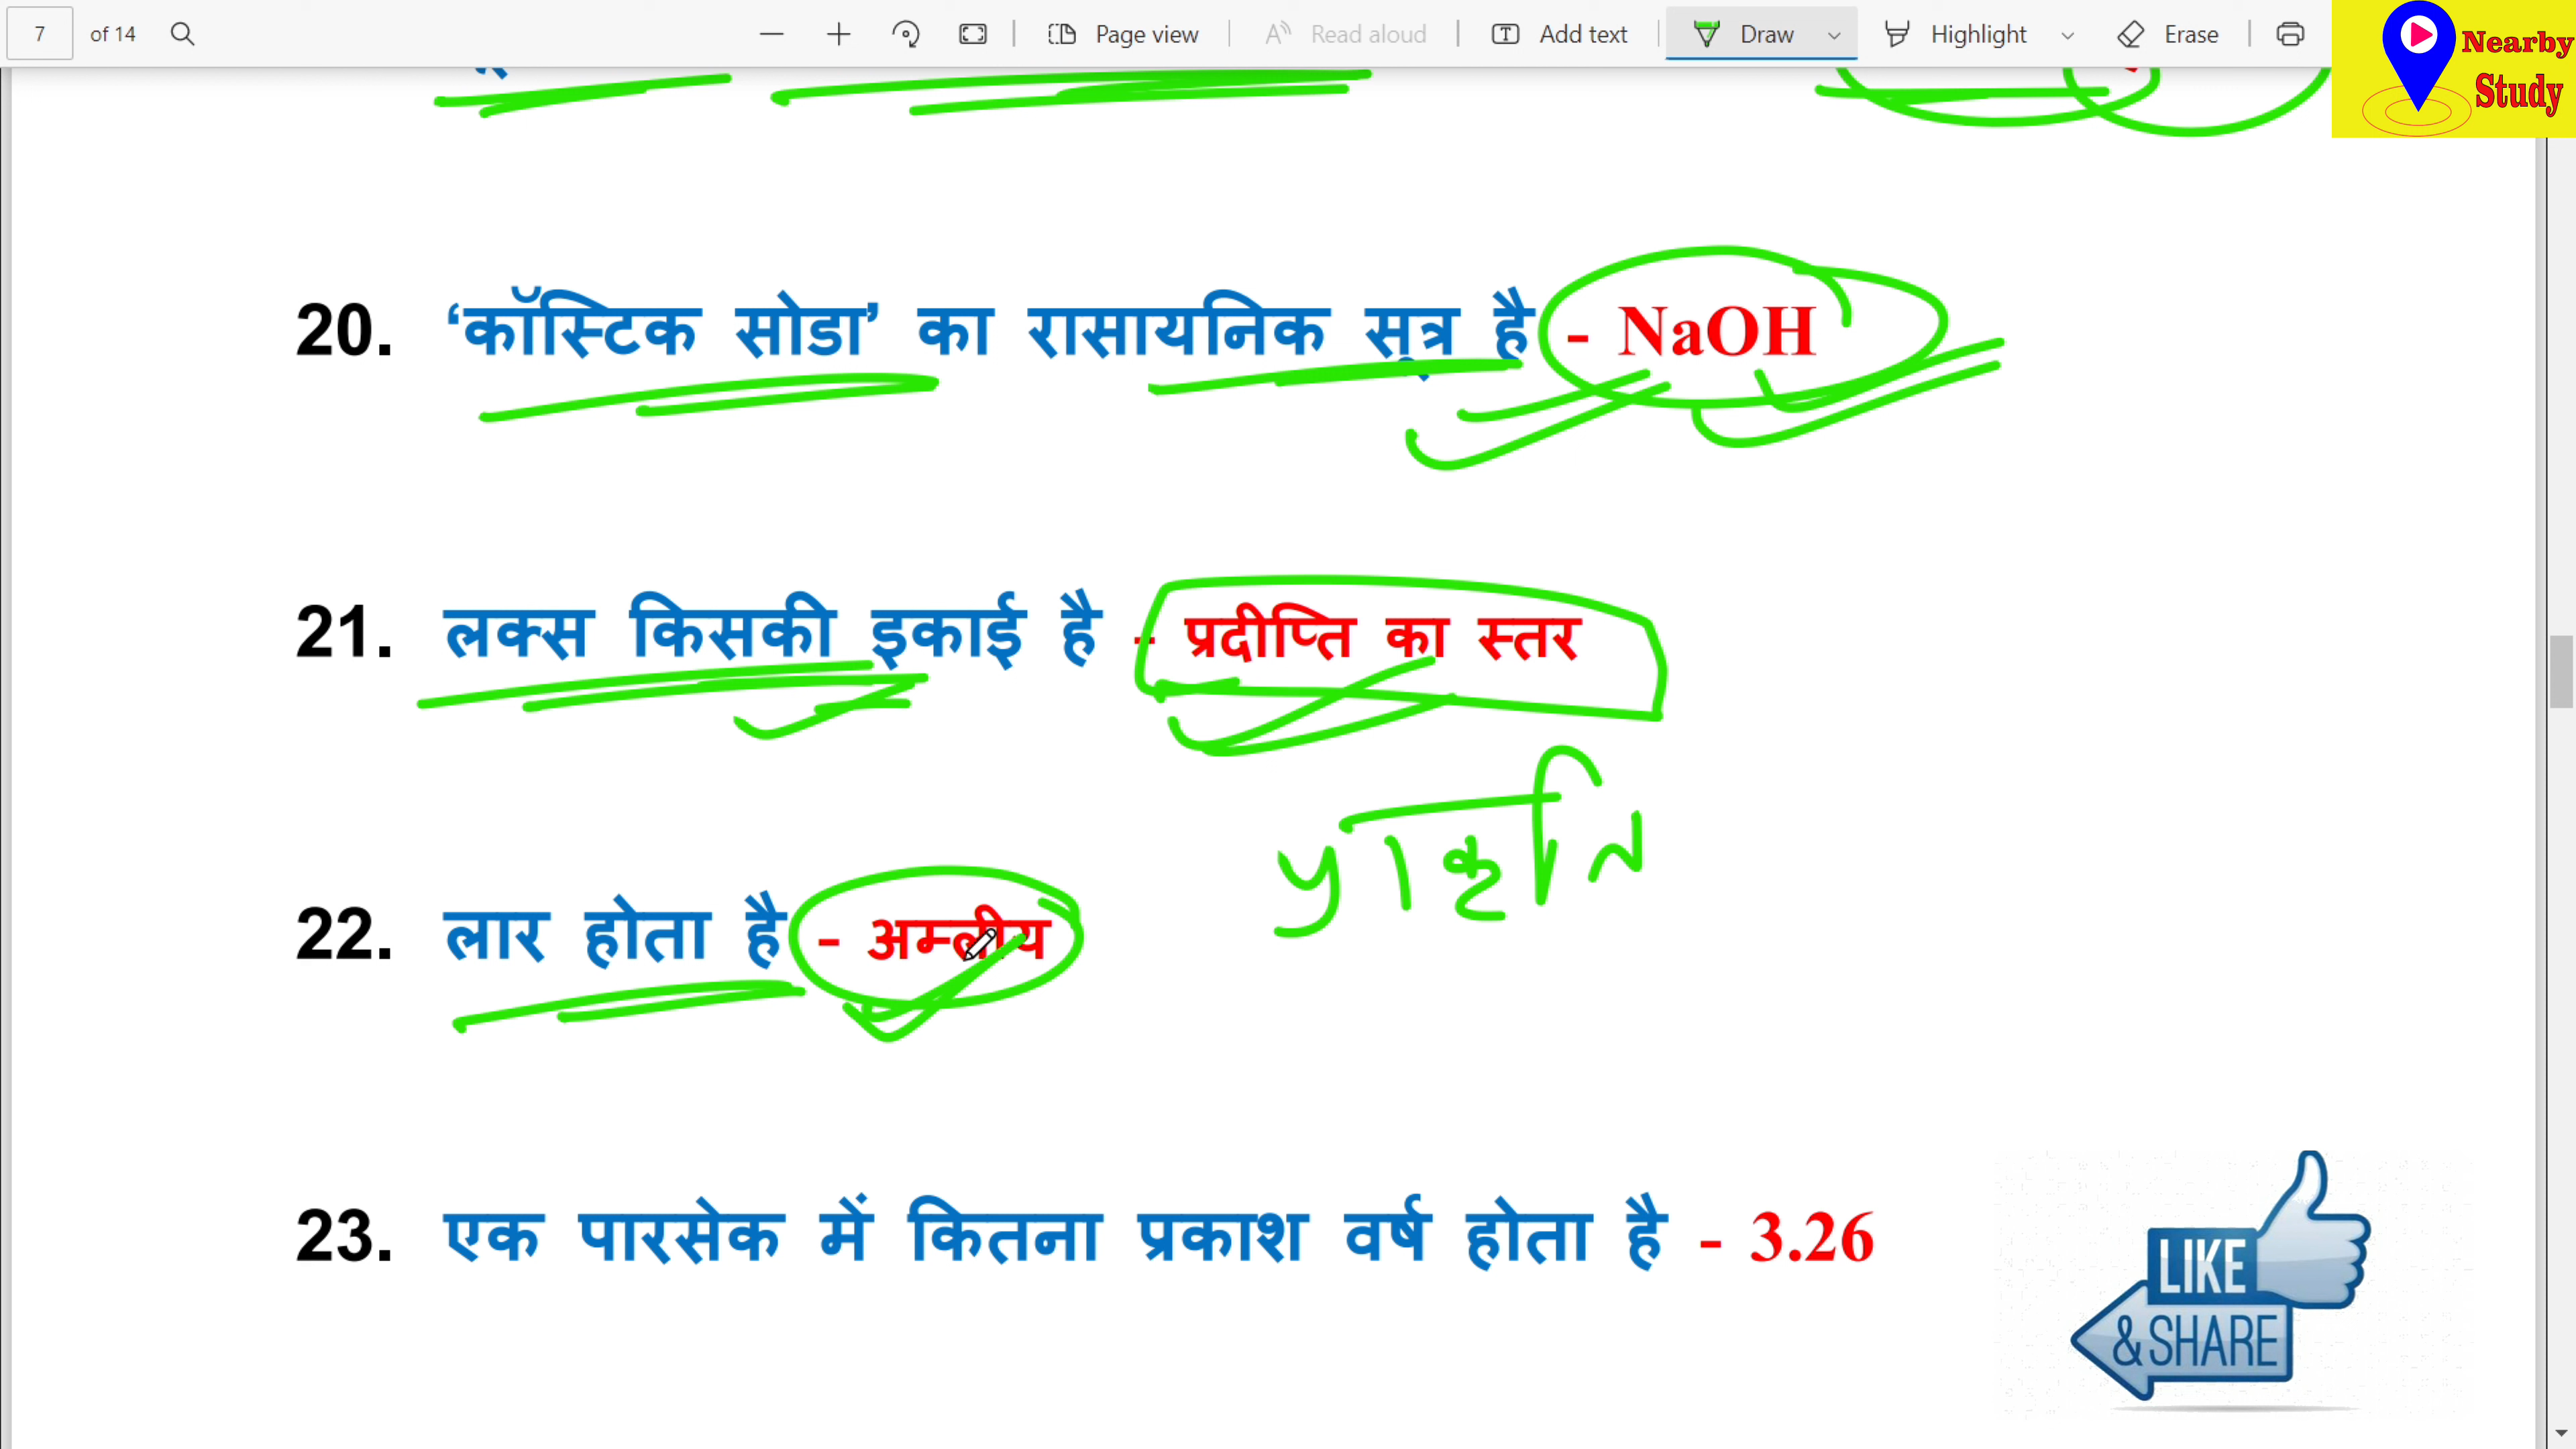 7 of 14 Page view Read aloud Add text Draw Highlight Erase
Nearby
Study
20. ‘कॉस्टिक सोडा’ का रासायनिक सूत्र है - NaOH
21. लक्स किसकी इकाई है - प्रदीप्ति का स्तर
22. लार होता है - अम्लीय
23. एक पारसेक में कितना प्रकाश वर्ष होता है - 3.26
LIKE
& SHARE